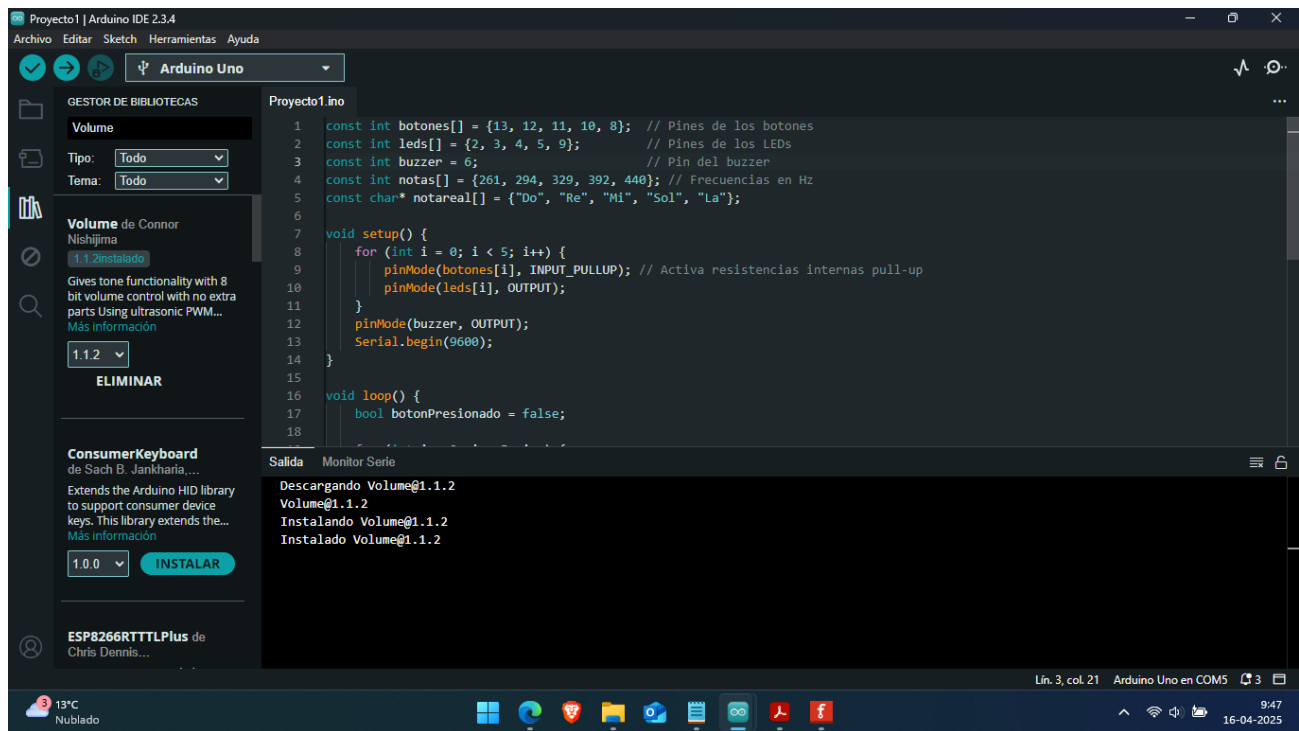 Proyecto1 | Arduino IDE 2.3.4
Archivo Editar Sketch Herramientas Ayuda
Arduino Uno
GESTOR DE BIBLIOTECAS
Volume
Tipo: Todo
Tema: Todo
Volume de Connor
Nishijima
1.1.2instalado
Gives tone functionality with 8
bit volume control with no extra
parts Using ultrasonic PWM...
Más información
1.1.2
ELIMINAR
ConsumerKeyboard
de Sach B. Jankharia,...
Extends the Arduino HID library
to support consumer device
keys. This library extends the...
Más información
1.0.0 INSTALAR
ESP8266RTTTLPlus de
Chris Dennis...
Proyecto1.ino
1 const int botones[] = {13, 12, 11, 10, 8}; // Pines de los botones
2 const int leds[] = {2, 3, 4, 5, 9}; // Pines de los LEDs
3 const int buzzer = 6; // Pin del buzzer
4 const int notas[] = {261, 294, 329, 392, 440}; // Frecuencias en Hz
5 const char* notareal[] = {"Do", "Re", "Mi", "Sol", "La"};
6
7 void setup() {
8 for (int i = 0; i < 5; i++) {
9 pinMode(botones[i], INPUT_PULLUP); // Activa resistencias internas pull-up
10 pinMode(leds[i], OUTPUT);
11 }
12 pinMode(buzzer, OUTPUT);
13 Serial.begin(9600);
14 }
15
16 void loop() {
17 bool botonPresionado = false;
18
Salida Monitor Serie
Descargando Volume@1.1.2
Volume@1.1.2
Instalando Volume@1.1.2
Instalado Volume@1.1.2
Lín. 3, col. 21 Arduino Uno en COM5 3
3
13°C
Nublado
9:47
16-04-2025